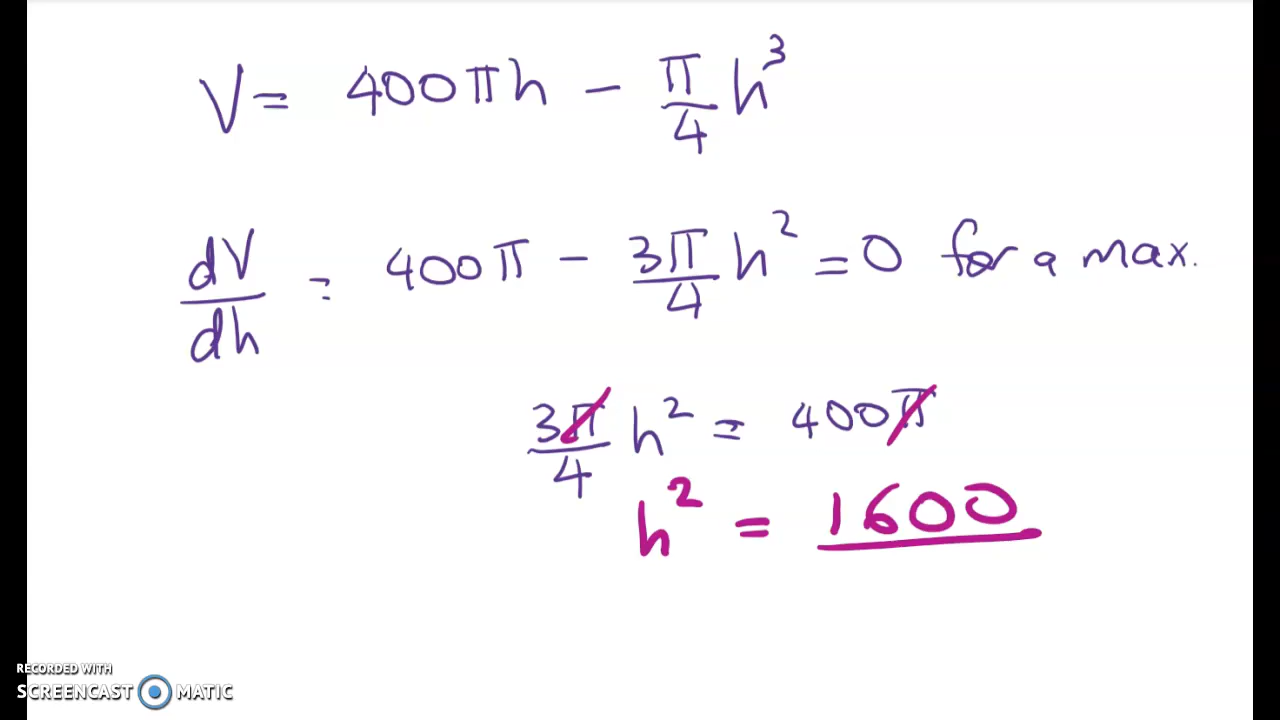 V = 400πh − π/4 h³
dV/dh = 400π − 3π/4 h² = 0 for a max.
3π/4 h² = 400π
h² = 1600
RECORDED WITH
SCREENCAST MATIC